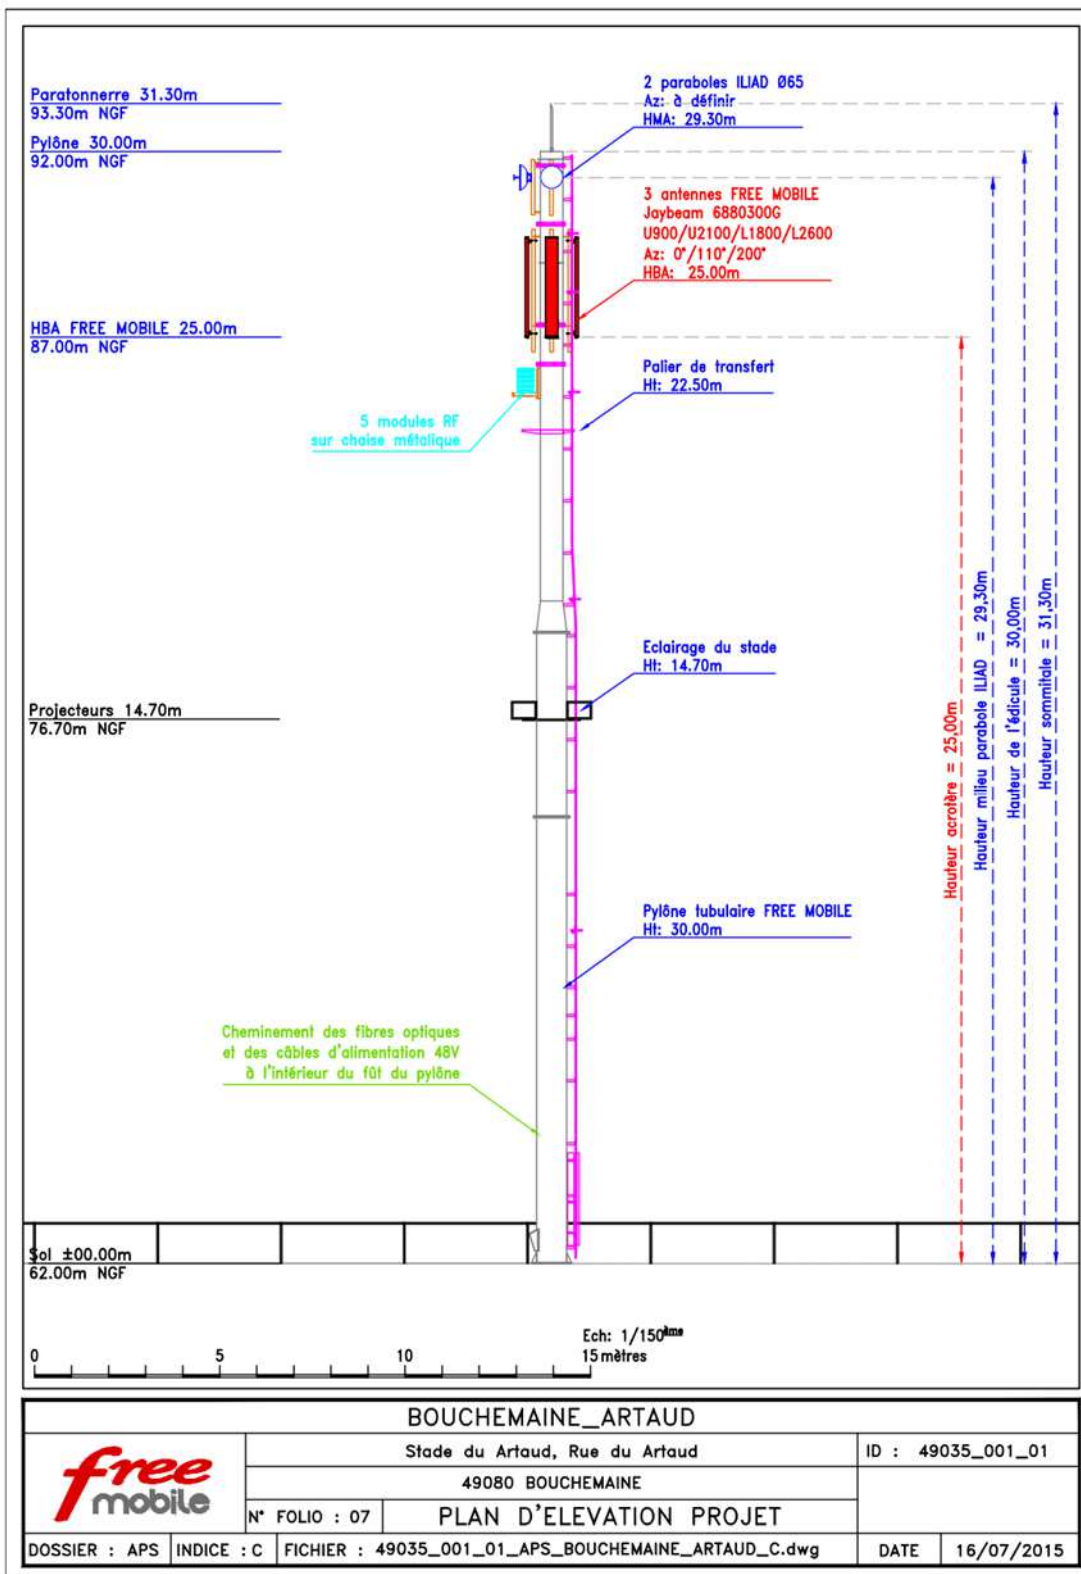 Paratonnerre 31.30m
93.30m NGF
Pylône 30.00m
92.00m NGF
2 paraboles ILIAD Ø65
Az: à définir
HMA: 29.30m
3 antennes FREE MOBILE
Jaybeam 6880300G
U900/U2100/L1800/L2600
Az: 0°/110°/200°
HBA: 25.00m
HBA FREE MOBILE 25.00m
87.00m NGF
Palier de transfert
Ht: 22.50m
5 modules RF
sur chaise métalique
Eclairage du stade
Ht: 14.70m
Projecteurs 14.70m
76.70m NGF
Hauteur acrotère = 25,00m
Hauteur milieu parabole ILIAD = 29,30m
Hauteur de l'édicule = 30,00m
Hauteur sommitale = 31,30m
Pylône tubulaire FREE MOBILE
Ht: 30.00m
Cheminement des fibres optiques
et des câbles d'alimentation 48V
à l'intérieur du fût du pylône
Sol ±00.00m
62.00m NGF
Ech: 1/150ème
0 5 10 15 mètres
BOUCHEMAINE_ARTAUD
free mobile
Stade du Artaud, Rue du Artaud
ID : 49035_001_01
49080 BOUCHEMAINE
N° FOLIO : 07
PLAN D'ELEVATION PROJET
DOSSIER : APS INDICE : C FICHIER : 49035_001_01_APS_BOUCHEMAINE_ARTAUD_C.dwg DATE 16/07/2015